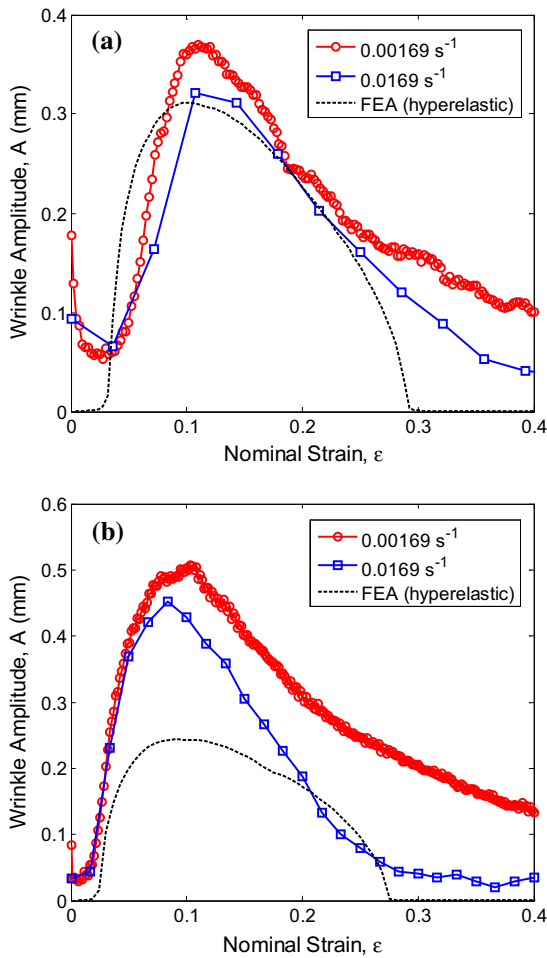 (a)
0.00169 s⁻¹
0.0169 s⁻¹
FEA (hyperelastic)
Wrinkle Amplitude, A (mm)
0.4
0.3
0.2
0.1
0
0
0.1
0.2
0.3
0.4
Nominal Strain, ε
(b)
0.00169 s⁻¹
0.0169 s⁻¹
FEA (hyperelastic)
Wrinkle Amplitude, A (mm)
0.6
0.5
0.4
0.3
0.2
0.1
0
0
0.1
0.2
0.3
0.4
Nominal Strain, ε